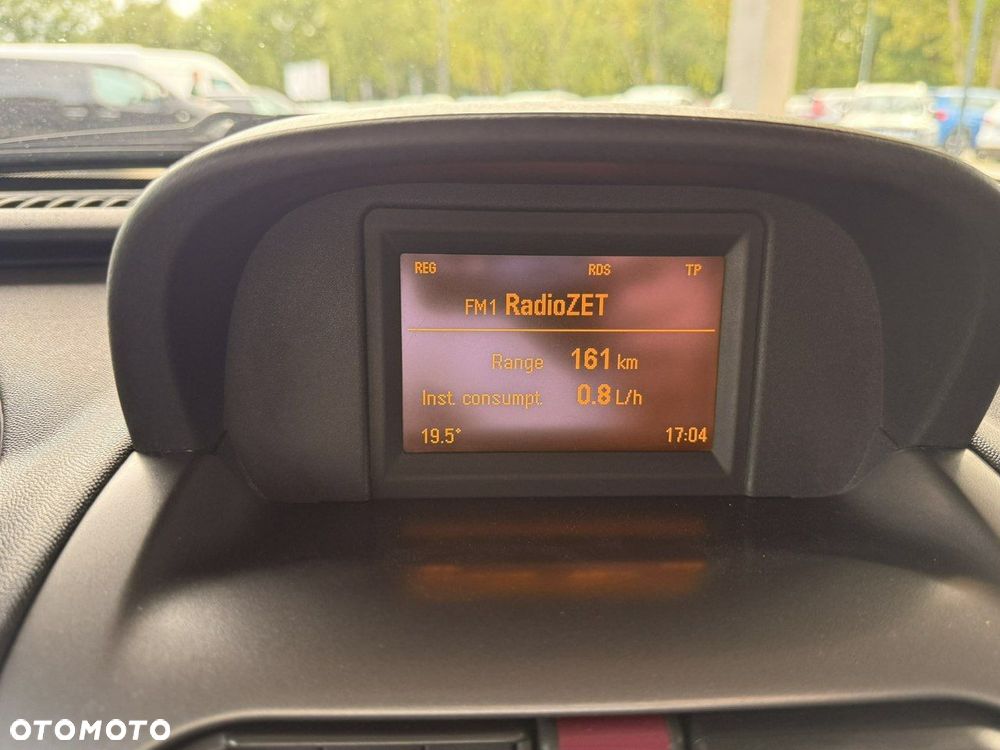 REG RDS TP
FM1 RadioZET
Range 161 km
Inst. consumpt. 0.8 L/h
19.5° 17:04
OTOMOTO